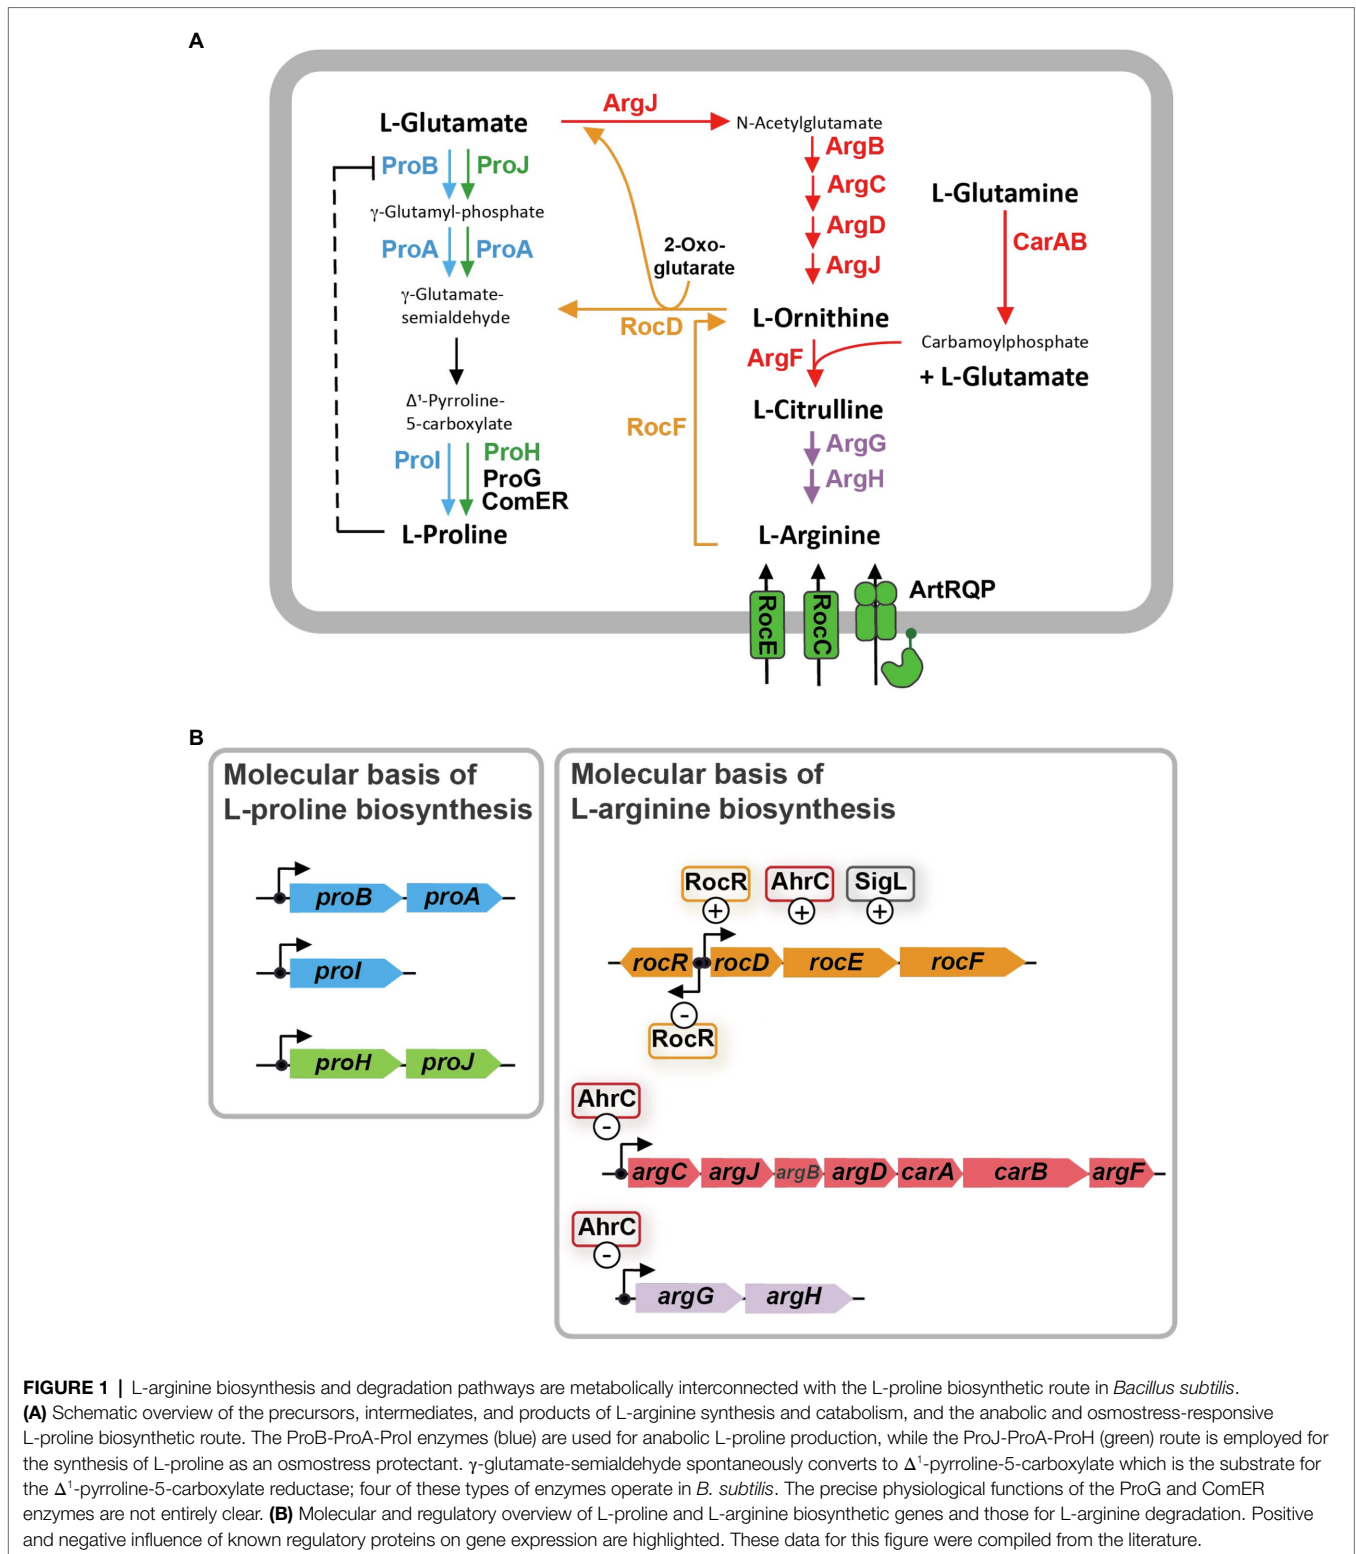 A
L-Glutamate
ArgJ
N-Acetylglutamate
ProB
ProJ
ArgB
γ-Glutamyl-phosphate
ArgC
L-Glutamine
ProA
ProA
ArgD
CarAB
2-Oxo-
glutarate
ArgJ
γ-Glutamate-
semialdehyde
RocD
L-Ornithine
ArgF
Carbamoylphosphate
+ L-Glutamate
Δ¹-Pyrroline-
5-carboxylate
L-Citrulline
RocF
ArgG
ProI
ProH
ProG
ComER
ArgH
L-Proline
L-Arginine
RocE
RocC
ArtRQP
B
Molecular basis of
L-proline biosynthesis
proB
proA
proI
proH
proJ
Molecular basis of
L-arginine biosynthesis
RocR
AhrC
SigL
+
+
+
rocR
rocD
rocE
rocF
-
RocR
AhrC
-
argC
argJ
argB
argD
carA
carB
argF
AhrC
-
argG
argH
FIGURE 1 | L-arginine biosynthesis and degradation pathways are metabolically interconnected with the L-proline biosynthetic route in Bacillus subtilis.
(A) Schematic overview of the precursors, intermediates, and products of L-arginine synthesis and catabolism, and the anabolic and osmostress-responsive
L-proline biosynthetic route. The ProB-ProA-ProI enzymes (blue) are used for anabolic L-proline production, while the ProJ-ProA-ProH (green) route is employed for
the synthesis of L-proline as an osmostress protectant. γ-glutamate-semialdehyde spontaneously converts to Δ¹-pyrroline-5-carboxylate which is the substrate for
the Δ¹-pyrroline-5-carboxylate reductase; four of these types of enzymes operate in B. subtilis. The precise physiological functions of the ProG and ComER
enzymes are not entirely clear. (B) Molecular and regulatory overview of L-proline and L-arginine biosynthetic genes and those for L-arginine degradation. Positive
and negative influence of known regulatory proteins on gene expression are highlighted. These data for this figure were compiled from the literature.